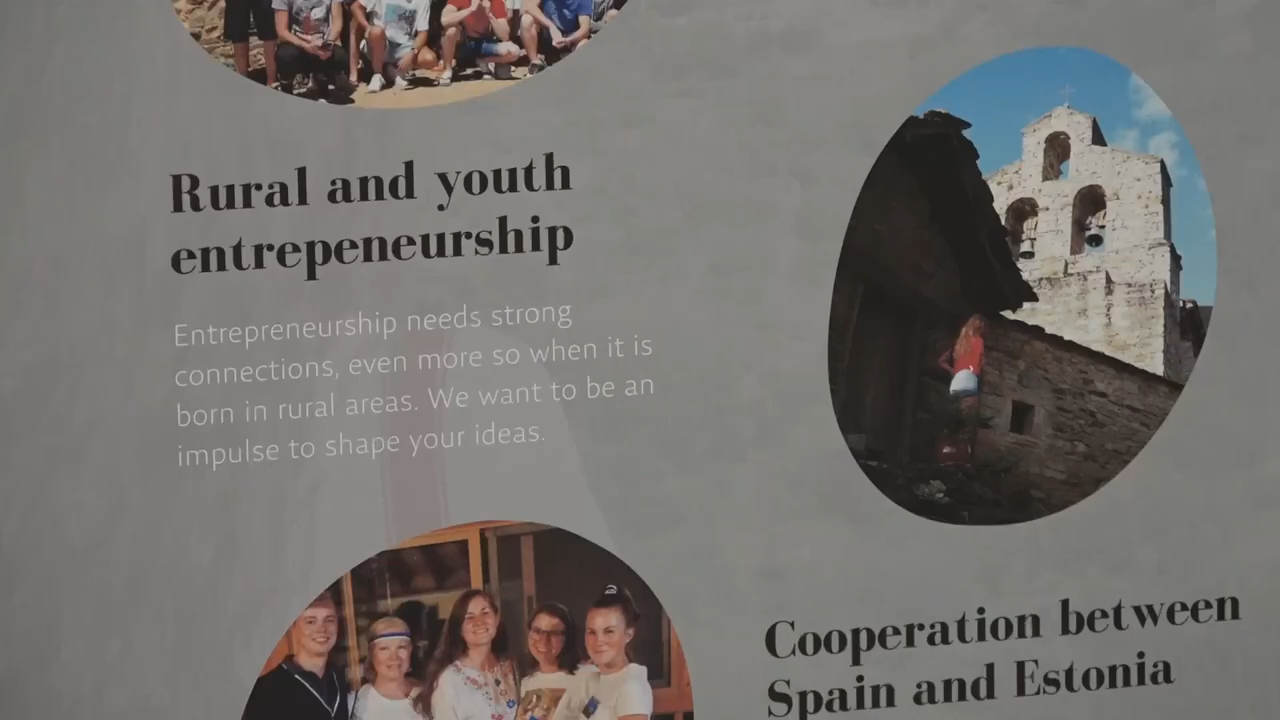 Rural and youth
entrepeneurship
Entrepreneurship needs strong
connections, even more so when it is
born in rural areas. We want to be an
impulse to shape your ideas.
Cooperation between
Spain and Estonia